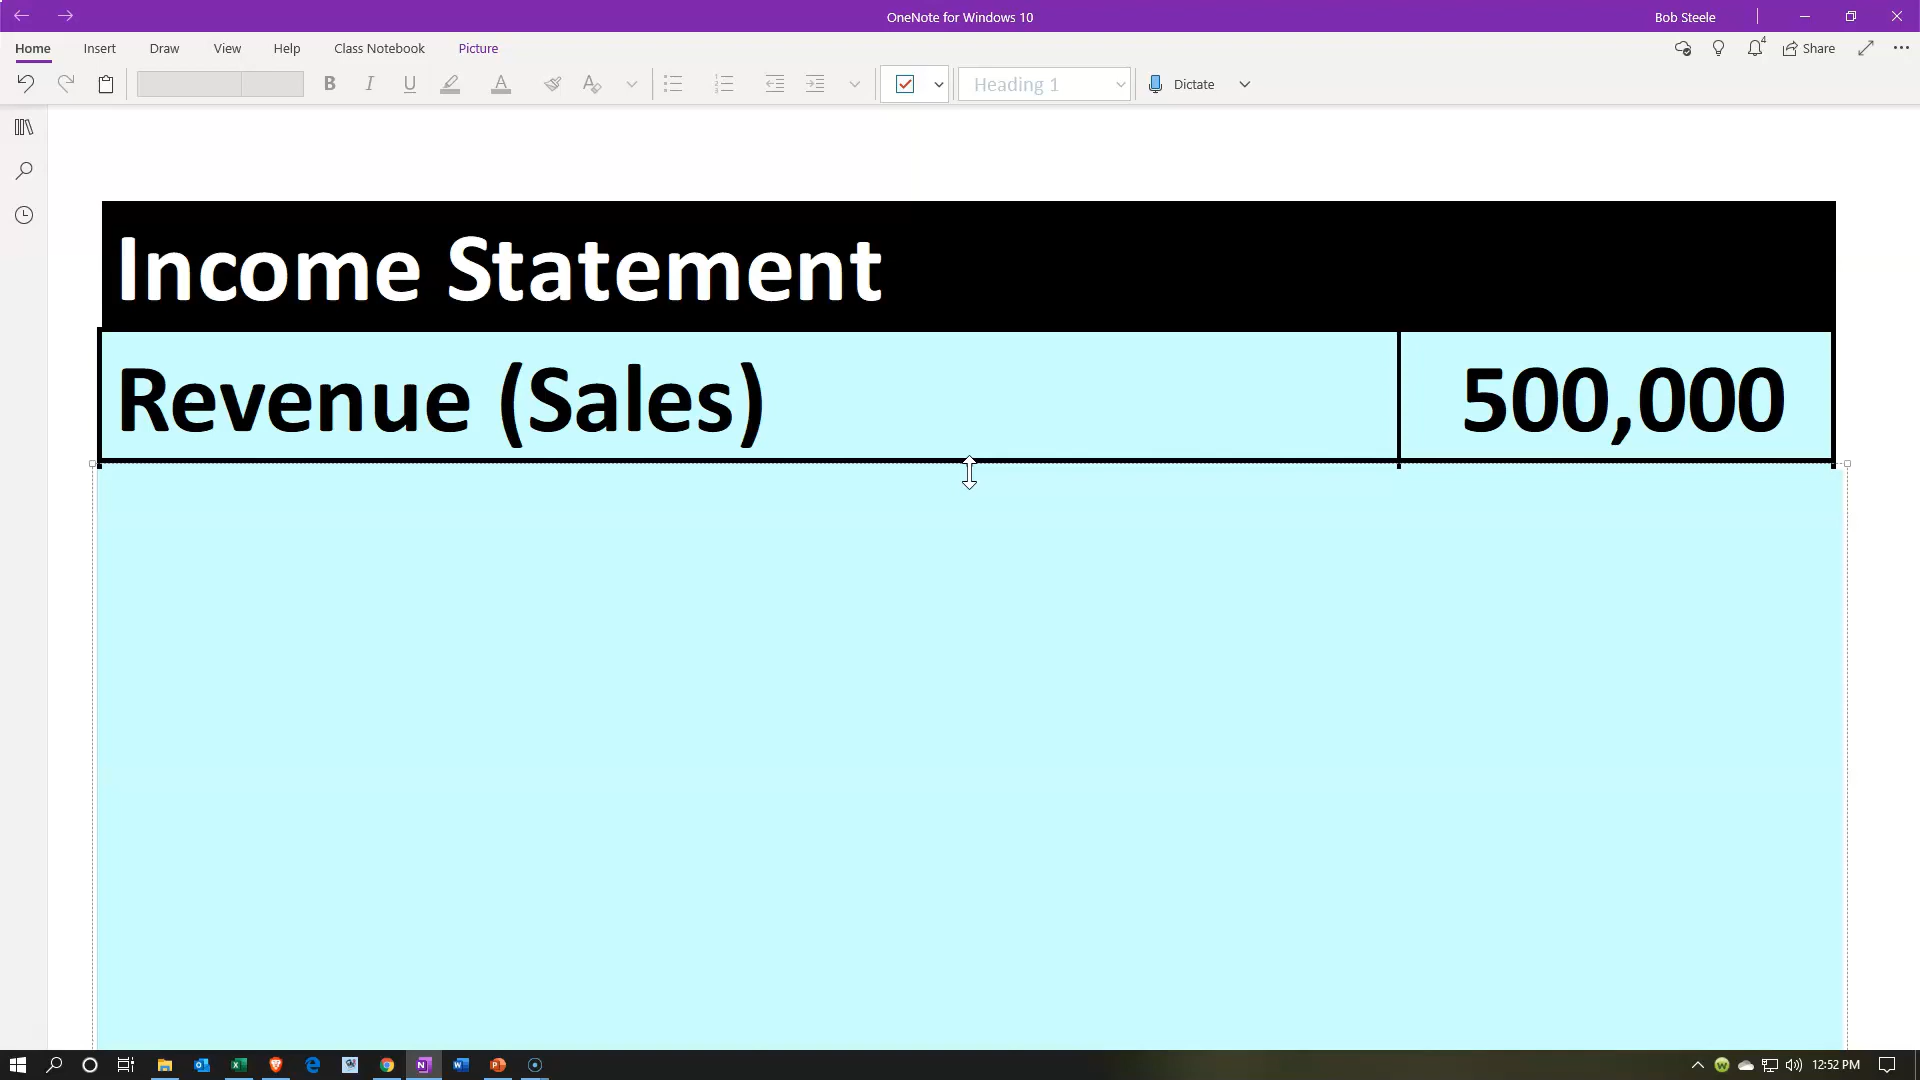 OneNote for Windows 10
Bob Steele
Home Insert Draw View Help Class Notebook Picture
4
Share
B I U A A
Heading 1
Dictate
Income Statement
Revenue (Sales) 500,000
12:52 PM